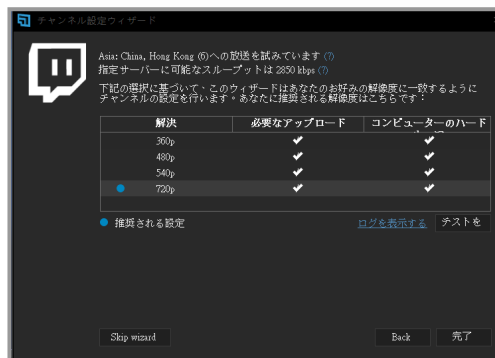 チャンネル設定ウィザード
Asia: China, Hong Kong (6)への放送を試みています (?)
指定サーバーに可能なスループットは 2850 kbps (?)
下記の選択に基づいて、このウィザードはあなたのお好みの解像度に一致するように
チャンネルの設定を行います。あなたに推奨される解像度はこちらです：
解決 必要なアップロード コンピューターのハード
360p ✔ ✔
480p ✔ ✔
540p ✔ ✔
720p ✔ ✔
推奨される設定 ログを表示する テストを
Skip wizard Back 完了